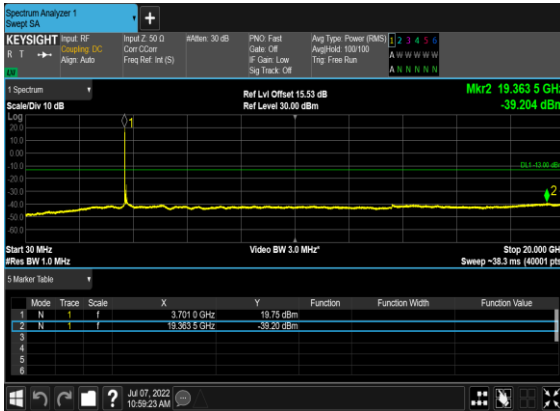 Spectrum Analyzer 1
Swept SA
KEYSIGHT Input: RF Input Z: 50 Ω #Atten: 30 dB PNO: Fast Avg Type: Power (RMS) 1 2 3 4 5 6
R T Coupling: DC Corr CCorr Gate: Off Avg|Hold: 100/100 A W W W W W
Align: Auto Freq Ref: Int (S) IF Gain: Low Trig: Free Run
Sig Track: Off A N N N N N
1 Spectrum Ref Lvl Offset 15.53 dB Mkr2 19.363 5 GHz
Scale/Div 10 dB Ref Level 30.00 dBm -39.204 dBm
Log
20.0
10.0
0.00
-10.0
-20.0
-30.0
-40.0
-50.0
-60.0
1
DL1 -13.00 dBm
2
Start 30 MHz Video BW 3.0 MHz* Stop 20.000 GHz
#Res BW 1.0 MHz Sweep ~38.3 ms (40001 pts)
5 Marker Table
Mode Trace Scale X Y Function Function Width Function Value
1 N 1 f 3.701 0 GHz 19.75 dBm
2 N 1 f 19.363 5 GHz -39.20 dBm
3
4
5
6
? Jul 07, 2022
10:59:23 AM